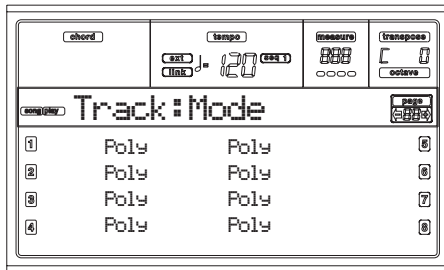 chord tempo measure transpose
ext ♩= 120 seq 1 888 C 0
link octave
song play Track:Mode page
88
1 Poly Poly 5
2 Poly Poly 6
3 Poly Poly 7
4 Poly Poly 8